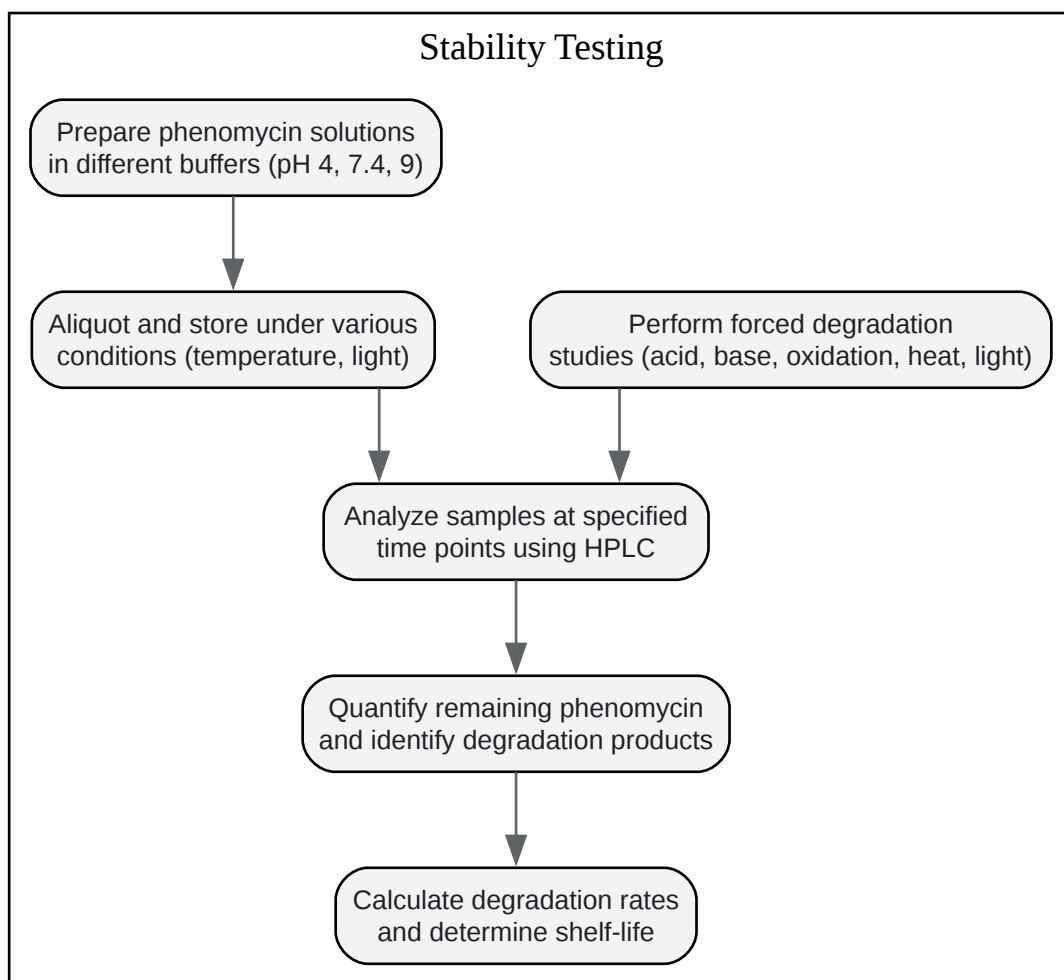 Stability Testing
Prepare phenomycin solutions
in different buffers (pH 4, 7.4, 9)
Aliquot and store under various
conditions (temperature, light)
Perform forced degradation
studies (acid, base, oxidation, heat, light)
Analyze samples at specified
time points using HPLC
Quantify remaining phenomycin
and identify degradation products
Calculate degradation rates
and determine shelf-life